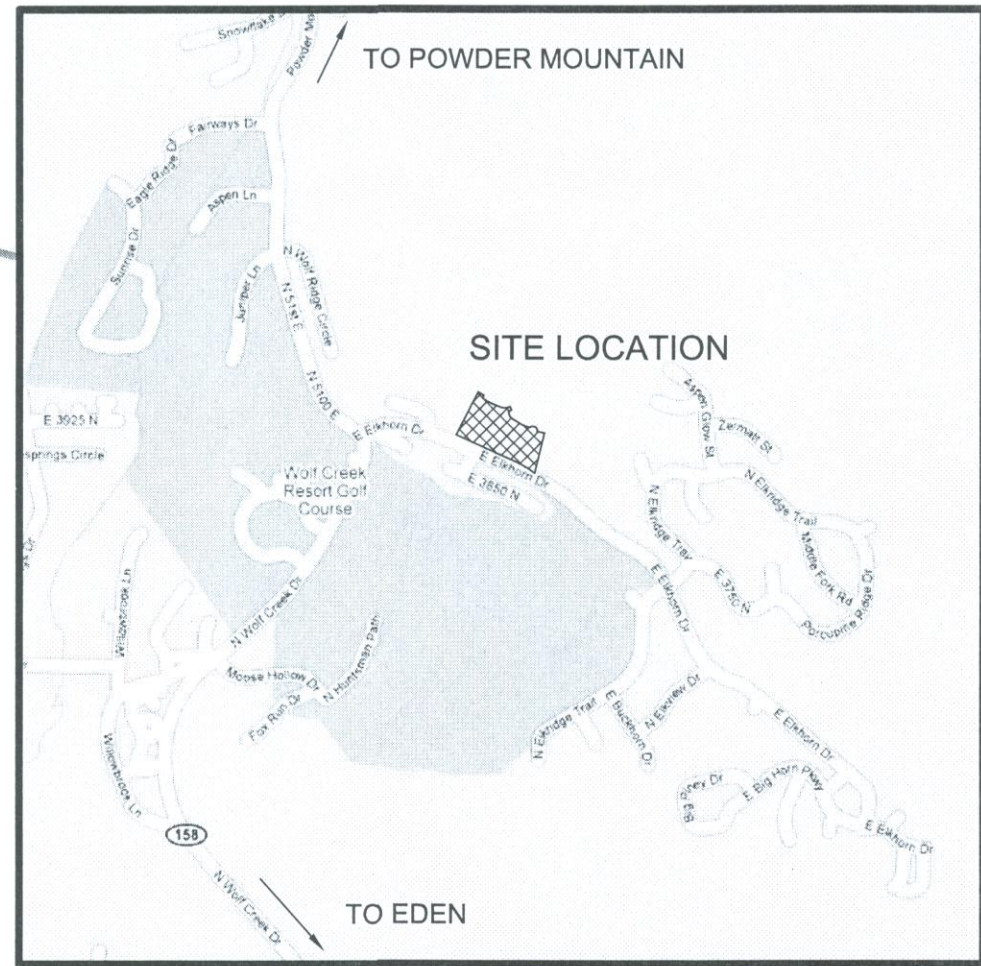 Snowflake
Powder Mo
TO POWDER MOUNTAIN
Fairways Dr
Eagle Ridge Dr
Aspen Ln
Sunrise Dr
Juniper Ln
N Wolf Ridge Circle
N 51st E
SITE LOCATION
N 5100 E
E 3925 N
springs Circle
E Elkhorn Dr
E Elkhorn Dr
E 3850 N
Aspen Glow St
Zermatt St
Wolf Creek
Resort Golf
Course
N Elkridge Trail
N Elkridge Trail
Middle Fork Rd
E 3750 N
Porcupine Ridge Dr
E Elkhorn Dr
Willowbrook Ln
N Wolf Creek Dr
Moose Hollow Dr
N Huntsman Path
Fox Run Dr
N Elkridge Trail
E Buckhorn Dr
N Elkview Dr
E Elkhorn Dr
Big Piney Dr
E Big Horn Pkwy
E Elkhorn Dr
Willowbrook Ln
158
N Wolf Creek Dr
TO EDEN